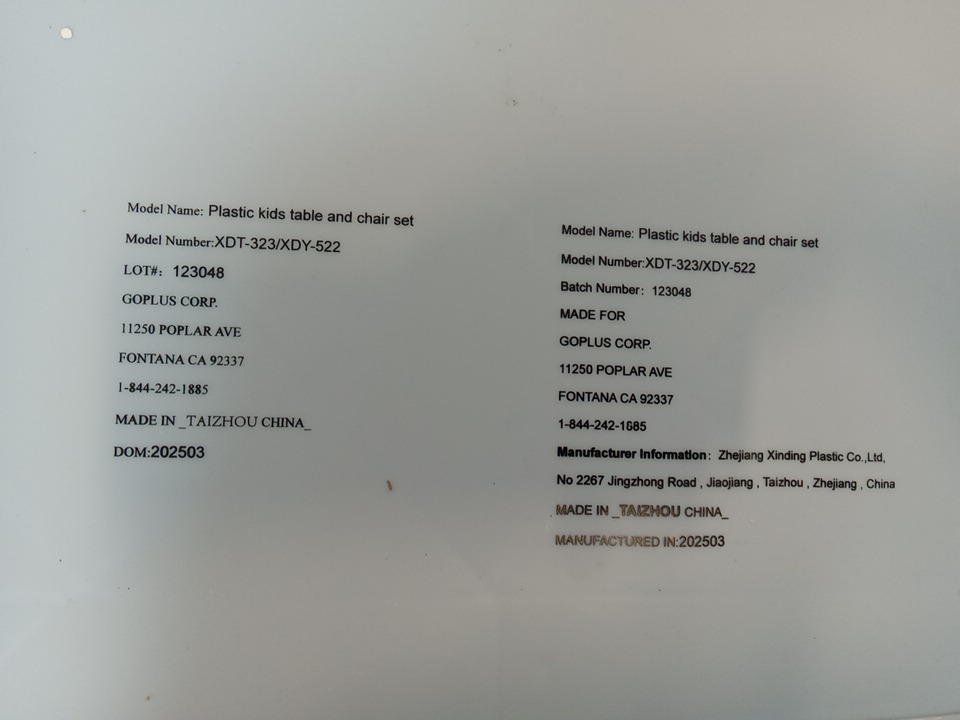 Model Name: Plastic kids table and chair set
Model Number:XDT-323/XDY-522
LOT#: 123048
GOPLUS CORP.
11250 POPLAR AVE
FONTANA CA 92337
1-844-242-1885
MADE IN _TAIZHOU CHINA_
DOM:202503
Model Name: Plastic kids table and chair set
Model Number:XDT-323/XDY-522
Batch Number: 123048
MADE FOR
GOPLUS CORP.
11250 POPLAR AVE
FONTANA CA 92337
1-844-242-1885
Manufacturer Information: Zhejiang Xinding Plastic Co.,Ltd,
No 2267 Jingzhong Road , Jiaojiang , Taizhou , Zhejiang , China
MADE IN _TAIZHOU CHINA_
MANUFACTURED IN:202503